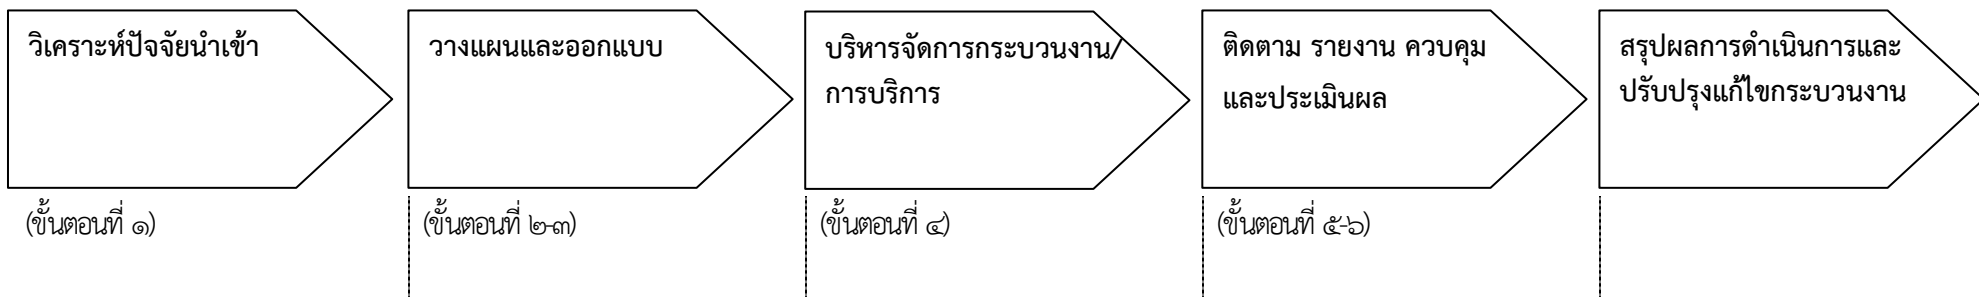 วิเคราะห์ปัจจัยนำเข้า
วางแผนและออกแบบ
บริหารจัดการกระบวนงาน/
การบริการ
ติดตาม รายงาน ควบคุม
และประเมินผล
สรุปผลการดำเนินการและ
ปรับปรุงแก้ไขกระบวนงาน
(ขั้นตอนที่ ๑)
(ขั้นตอนที่ ๒-๓)
(ขั้นตอนที่ ๔)
(ขั้นตอนที่ ๕-๖)